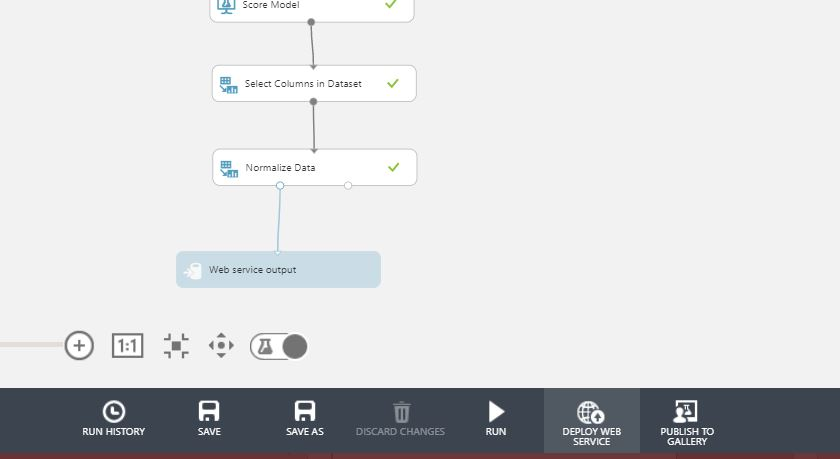 Score Model
Select Columns in Dataset
Normalize Data
Web service output
1:1
RUN HISTORY
SAVE
SAVE AS
DISCARD CHANGES
RUN
DEPLOY WEB
SERVICE
PUBLISH TO
GALLERY